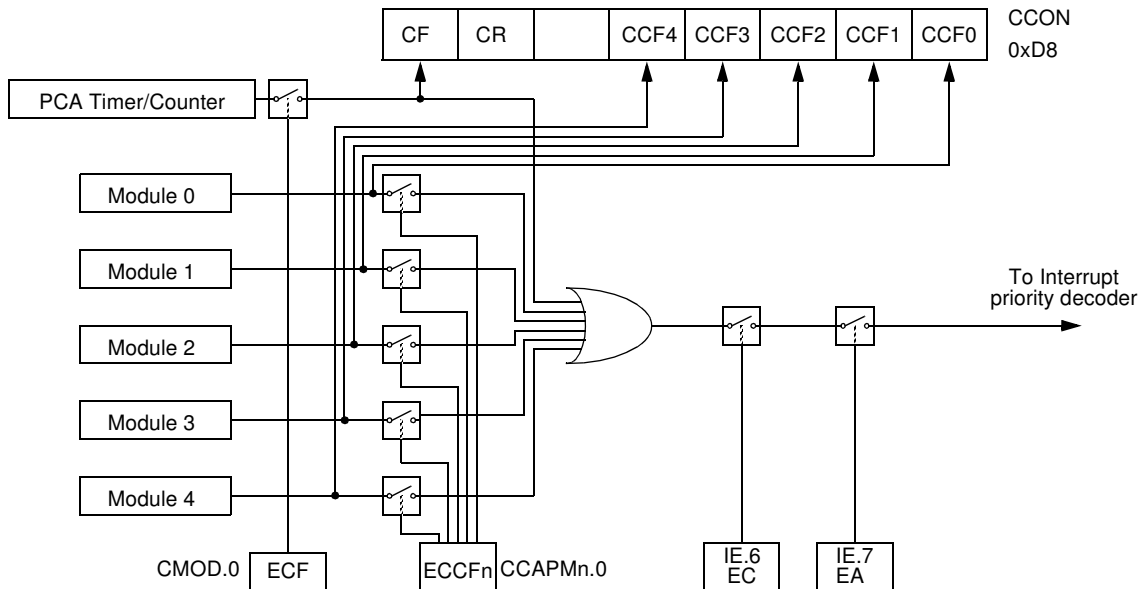 CF CR CCF4 CCF3 CCF2 CCF1 CCF0 CCON
0xD8
PCA Timer/Counter
Module 0
Module 1
Module 2
Module 3
Module 4
To Interrupt
priority decoder
CMOD.0 ECF
ECCFn CCAPMn.0
IE.6
EC
IE.7
EA